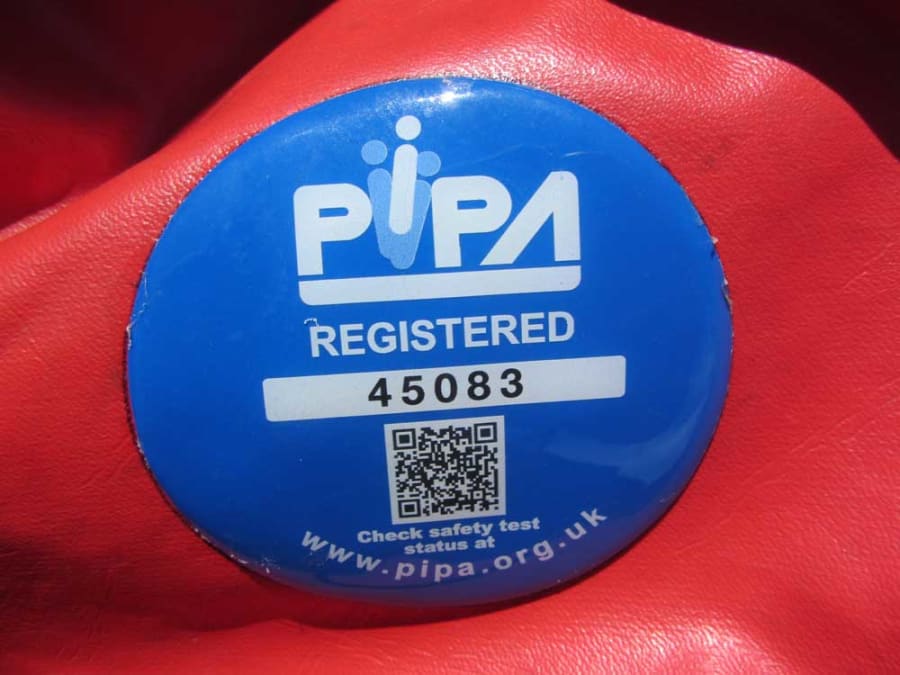 PiPA
REGISTERED
45083
Check safety test
status at
www.pipa.org.uk